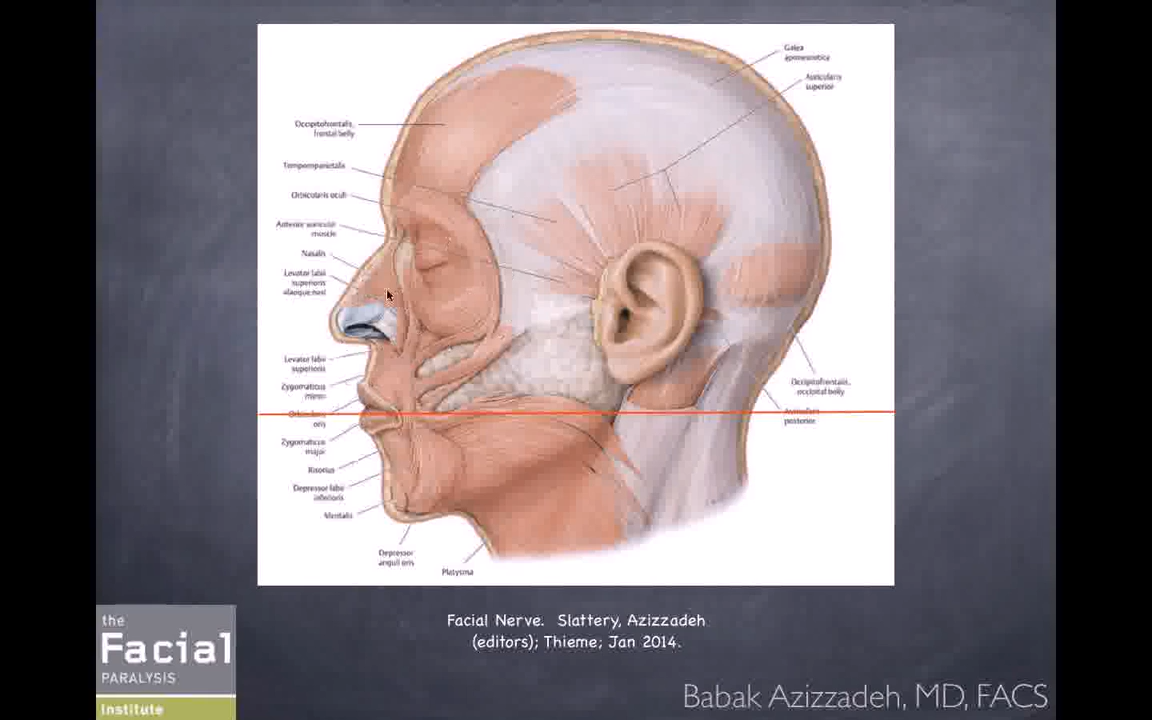 Galea
aponeurotica
Auricularis
superior
Occipitofrontalis,
frontal belly
Temporoparietalis
Orbicularis oculi
Anterior auricular
muscle
Nasalis
Levator labii
superioris
alaeque nasi
Levator labii
superioris
Zygomaticus
minor
Orbicularis
oris
Zygomaticus
major
Risorius
Depressor labii
inferioris
Mentalis
Depressor
anguli oris
Platysma
Occipitofrontalis,
occipital belly
Auricularis
posterior
Facial Nerve. Slattery, Azizzadeh
(editors); Thieme; Jan 2014.
the
Facial
PARALYSIS
Institute
Babak Azizzadeh, MD, FACS